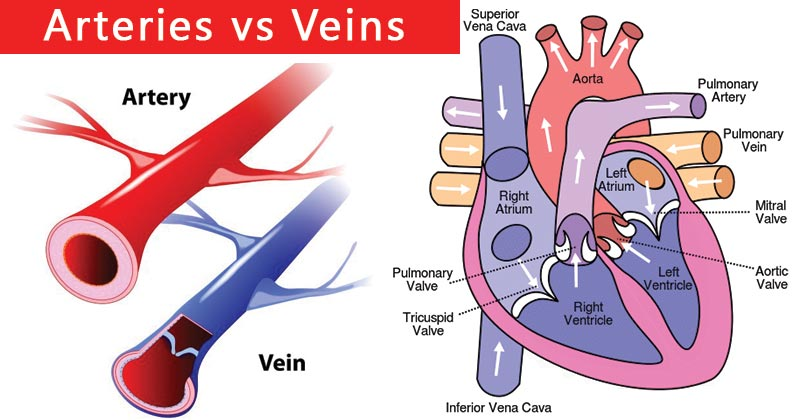 Arteries vs Veins
Artery
Vein
Superior
Vena Cava
Aorta
Pulmonary
Artery
Pulmonary
Vein
Left
Atrium
Right
Atrium
Mitral
Valve
Pulmonary
Valve
Left
Ventricle
Aortic
Valve
Tricuspid
Valve
Right
Ventricle
Inferior Vena Cava